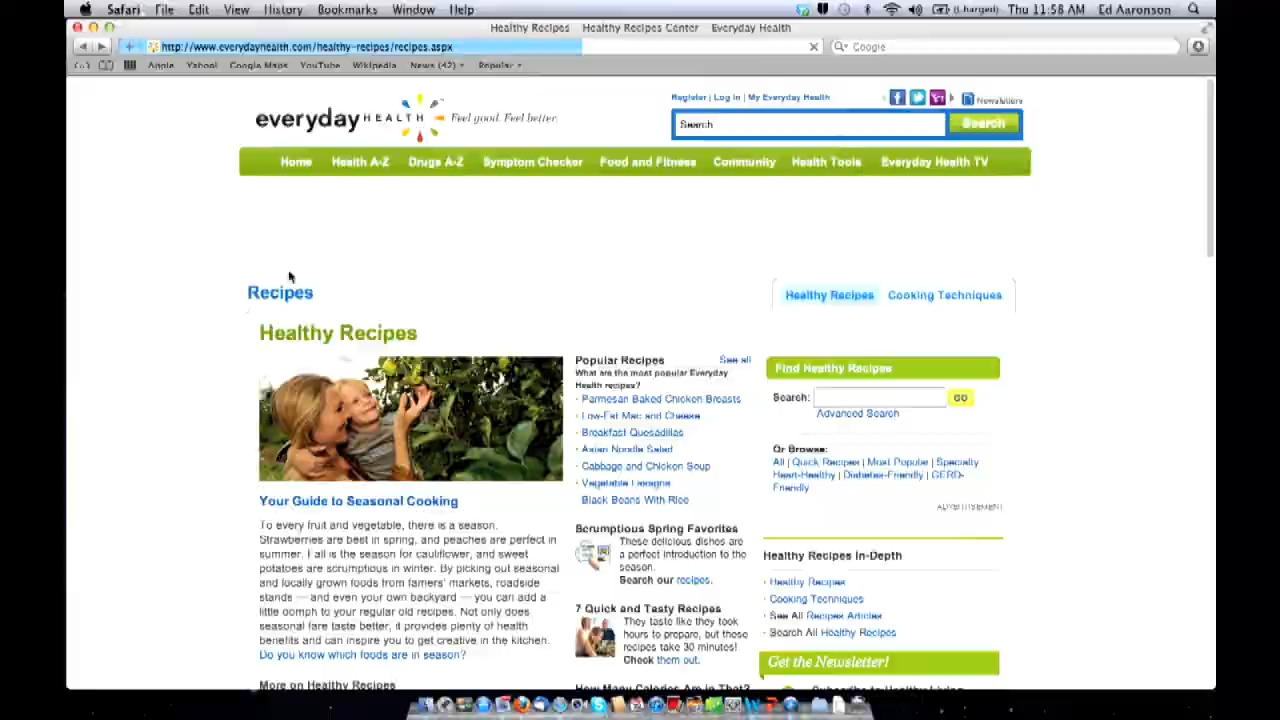 Safari File Edit View History Bookmarks Window Help (Charged) Thu 11:58 AM Ed Aaronson
Healthy Recipes Healthy Recipes Center Everyday Health
http://www.everydayhealth.com/healthy-recipes/recipes.aspx Google
Apple Yahoo! Google Maps YouTube Wikipedia News (42) Popular
Register | Log In | My Everyday Health Newsletters
everyday HEALTH Feel good. Feel better.
Search Search
Home Health A-Z Drugs A-Z Symptom Checker Food and Fitness Community Health Tools Everyday Health TV
Recipes
Healthy Recipes Cooking Techniques
Healthy Recipes
Your Guide to Seasonal Cooking
To every fruit and vegetable, there is a season.
Strawberries are best in spring, and peaches are perfect in
summer. Fall is the season for cauliflower, and sweet
potatoes are scrumptious in winter. By picking out seasonal
and locally grown foods from farmers' markets, roadside
stands — and even your own backyard — you can add a
little oomph to your regular old recipes. Not only does
seasonal fare taste better, it provides plenty of health
benefits and can inspire you to get creative in the kitchen.
Do you know which foods are in season?
More on Healthy Recipes
Popular Recipes See all
What are the most popular Everyday
Health recipes?
Parmesan Baked Chicken Breasts
Low-Fat Mac and Cheese
Breakfast Quesadillas
Asian Noodle Salad
Cabbage and Chicken Soup
Vegetable Lasagna
Black Beans With Rice
Scrumptious Spring Favorites
These delicious dishes are
a perfect introduction to the
season.
Search our recipes.
7 Quick and Tasty Recipes
They taste like they took
hours to prepare, but these
recipes take 30 minutes!
Check them out.
How Many Calories Are in That?
Find Healthy Recipes
Search: GO
Advanced Search
Or Browse:
All | Quick Recipes | Most Popular | Specialty
Heart-Healthy | Diabetes-Friendly | GERD-
Friendly
ADVERTISEMENT
Healthy Recipes In-Depth
Healthy Recipes
Cooking Techniques
See All Recipes Articles
Search All Healthy Recipes
Get the Newsletter!
Subscribe to Healthy Living